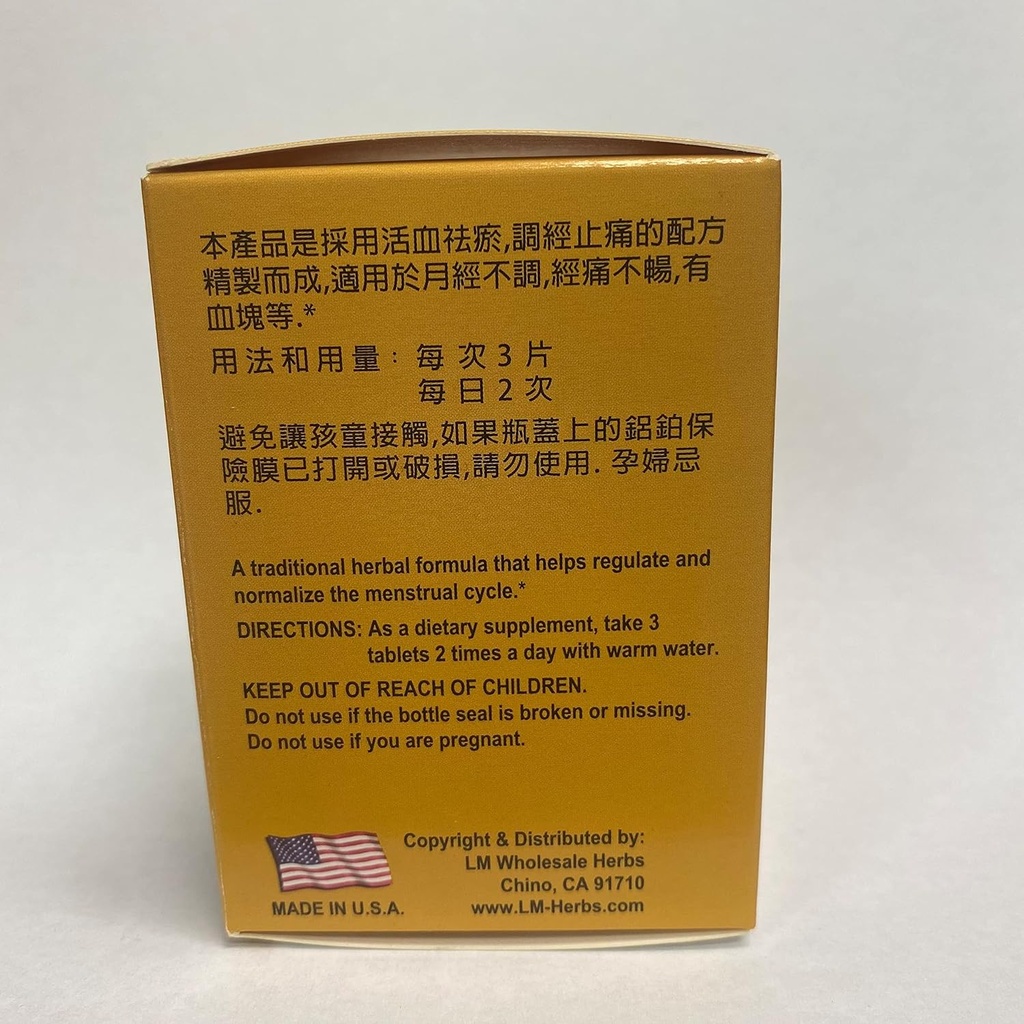 本產品是採用活血祛瘀,調經止痛的配方
精製而成,適用於月經不調,經痛不暢,有
血塊等.*
用法和用量: 每次3片
每日2次
避免讓孩童接觸,如果瓶蓋上的鋁鉑保
險膜已打開或破損,請勿使用. 孕婦忌
服.
A traditional herbal formula that helps regulate and
normalize the menstrual cycle.*
DIRECTIONS: As a dietary supplement, take 3
tablets 2 times a day with warm water.
KEEP OUT OF REACH OF CHILDREN.
Do not use if the bottle seal is broken or missing.
Do not use if you are pregnant.
MADE IN U.S.A.
Copyright & Distributed by:
LM Wholesale Herbs
Chino, CA 91710
www.LM-Herbs.com